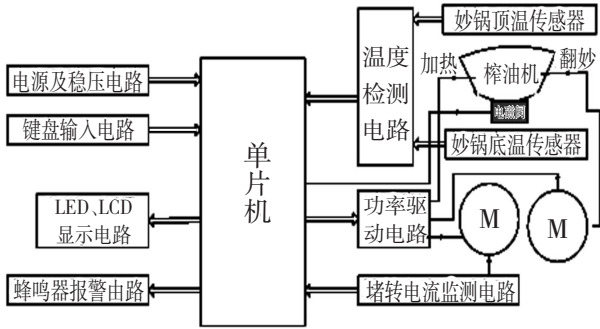 妙锅顶温传感器
电源及稳压电路
键盘输入电路
LED、LCD
显示电路
蜂鸣器报警由路
单片机
温度
检测
电路
加热
榨油机
翻妙
电磁阀
妙锅底温传感器
功率驱
动电路
M
M
堵转电流监测电路